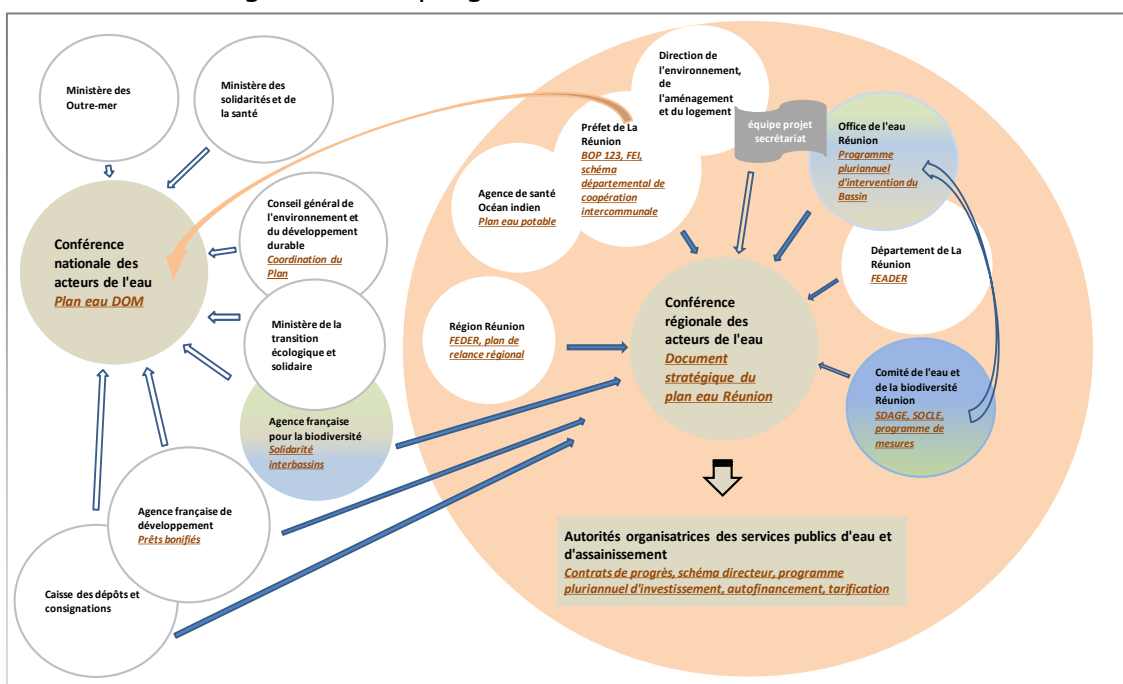 Ministère des
Outre-mer
Ministère des
solidarités et de
la santé
Conférence
nationale des
acteurs de l'eau
Plan eau DOM
Conseil général de
l'environnement et
du développement
durable
Coordination du
Plan
Ministère de la
transition
écologique et
solidaire
Agence française
pour la biodiversité
Solidarité
interbassins
Agence française de
développement
Prêts bonifiés
Caisse des dépôts et
consignations
Direction de
l'environnement,
de
l'aménagement
et du logement
équipe projet
secrétariat
Préfet de La
Réunion
BOP 123, FEI,
schéma
départemental de
coopération
intercommunale
Agence de santé
Océan indien
Plan eau potable
Office de l'eau
Réunion
Programme
pluriannuel
d'intervention du
Bassin
Département de La
Réunion
FEADER
Région Réunion
FEDER, plan de
relance régional
Conférence
régionale des
acteurs de l'eau
Document
stratégique du
plan eau Réunion
Comité de l'eau et
de la biodiversité
Réunion
SDAGE, SOCLE,
programme de
mesures
Autorités organisatrices des services publics d'eau et
d'assainissement
Contrats de progrès, schéma directeur, programme
pluriannuel d'investissement, autofinancement, tarification